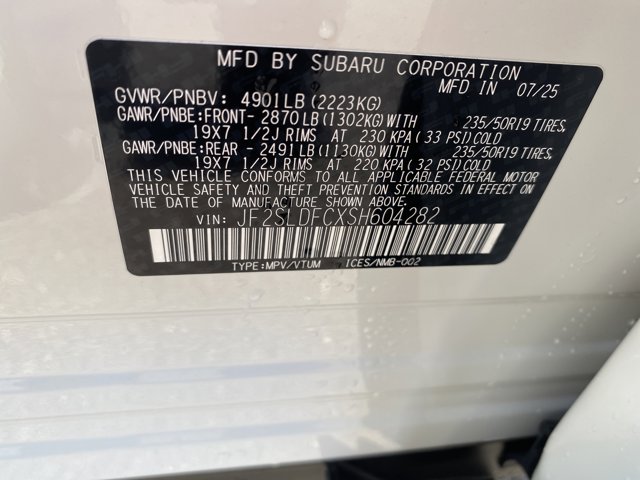 MFD BY SUBARU CORPORATION
MFD IN 07/25
GVWR/PNBV: 4901LB(2223KG)
GAWR/PNBE:FRONT- 2870LB(1302KG)WITH 235/50R19 TIRES,
19X7 1/2J RIMS AT 230 KPA(33 PSI)COLD
GAWR/PNBE:REAR - 2491LB(1130KG)WITH 235/50R19 TIRES,
19X7 1/2J RIMS AT 220 KPA(32 PSI)COLD
THIS VEHICLE CONFORMS TO ALL APPLICABLE FEDERAL MOTOR
VEHICLE SAFETY AND THEFT PREVENTION STANDARDS IN EFFECT ON
THE DATE OF MANUFACTURE SHOWN ABOVE.
VIN: JF2SLDFCXSH604282
TYPE:MPV/VTUM ICES/NMB-002